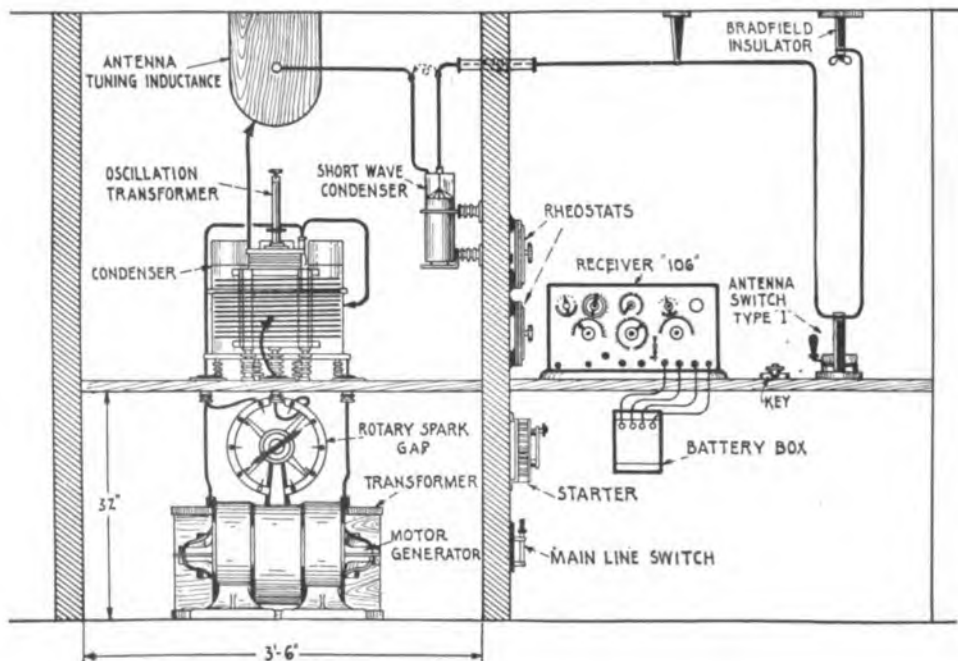 ANTENNA
TUNING INDUCTANCE
BRADFIELD
INSULATOR
OSCILLATION
TRANSFORMER
SHORT WAVE
CONDENSER
RHEOSTATS
CONDENSER
RECEIVER "106"
ANTENNA
SWITCH
TYPE "I"
KEY
ROTARY SPARK
GAP
BATTERY BOX
TRANSFORMER
STARTER
32"
MOTOR
GENERATOR
MAIN LINE SWITCH
3'-6"